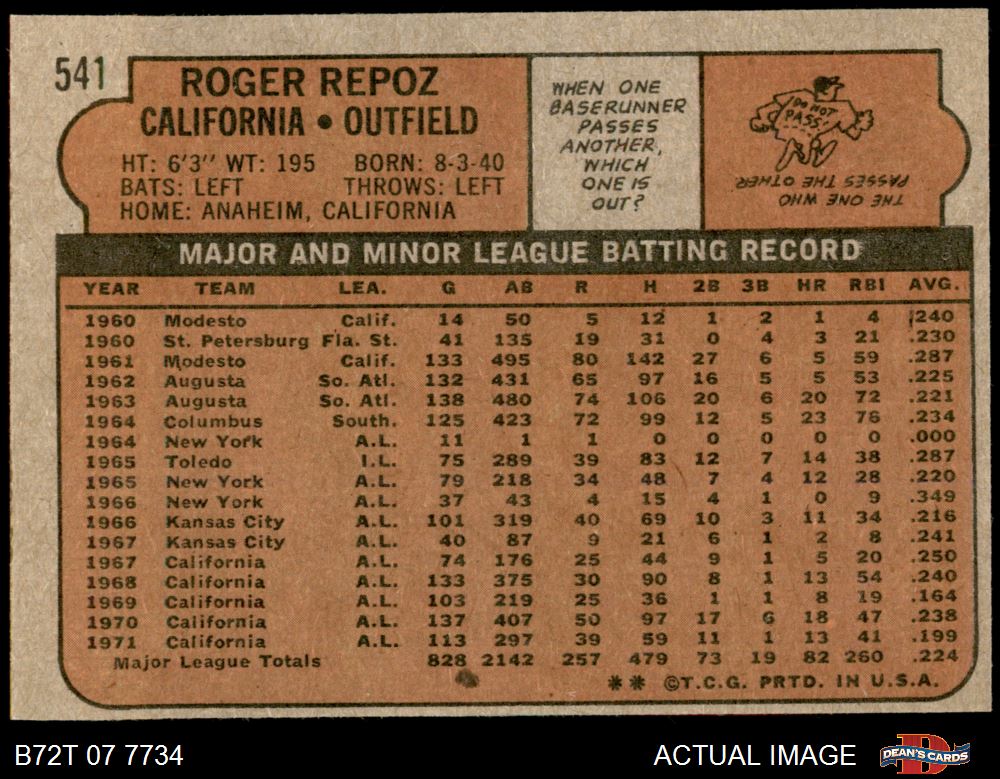 541
ROGER REPOZ
CALIFORNIA • OUTFIELD
HT: 6'3" WT: 195 BORN: 8-3-40
BATS: LEFT THROWS: LEFT
HOME: ANAHEIM, CALIFORNIA
WHEN ONE
BASERUNNER
PASSES
ANOTHER,
WHICH
ONE IS
OUT?
DO NOT
PASS!
THE ONE WHO
PASSES THE OTHER
MAJOR AND MINOR LEAGUE BATTING RECORD
YEAR TEAM LEA. G AB R H 2B 3B HR RBI AVG.
1960 Modesto Calif. 14 50 5 12 1 2 1 4 .240
1960 St. Petersburg Fla. St. 41 135 19 31 0 4 3 21 .230
1961 Modesto Calif. 133 495 80 142 27 6 5 59 .287
1962 Augusta So. Atl. 132 431 65 97 16 5 5 53 .225
1963 Augusta So. Atl. 138 480 74 106 20 6 20 72 .221
1964 Columbus South. 125 423 72 99 12 5 23 76 .234
1964 New York A.L. 11 1 1 0 0 0 0 0 .000
1965 Toledo I.L. 75 289 39 83 12 7 14 38 .287
1965 New York A.L. 79 218 34 48 7 4 12 28 .220
1966 New York A.L. 37 43 4 15 4 1 0 9 .349
1966 Kansas City A.L. 101 319 40 69 10 3 11 34 .216
1967 Kansas City A.L. 40 87 9 21 6 1 2 8 .241
1967 California A.L. 74 176 25 44 9 1 5 20 .250
1968 California A.L. 133 375 30 90 8 1 13 54 .240
1969 California A.L. 103 219 25 36 1 1 8 19 .164
1970 California A.L. 137 407 50 97 17 6 18 47 .238
1971 California A.L. 113 297 39 59 11 1 13 41 .199
Major League Totals 828 2142 257 479 73 19 82 260 .224
** ©T.C.G. PRTD. IN U.S.A.
B72T 07 7734 ACTUAL IMAGE DEAN'S CARDS